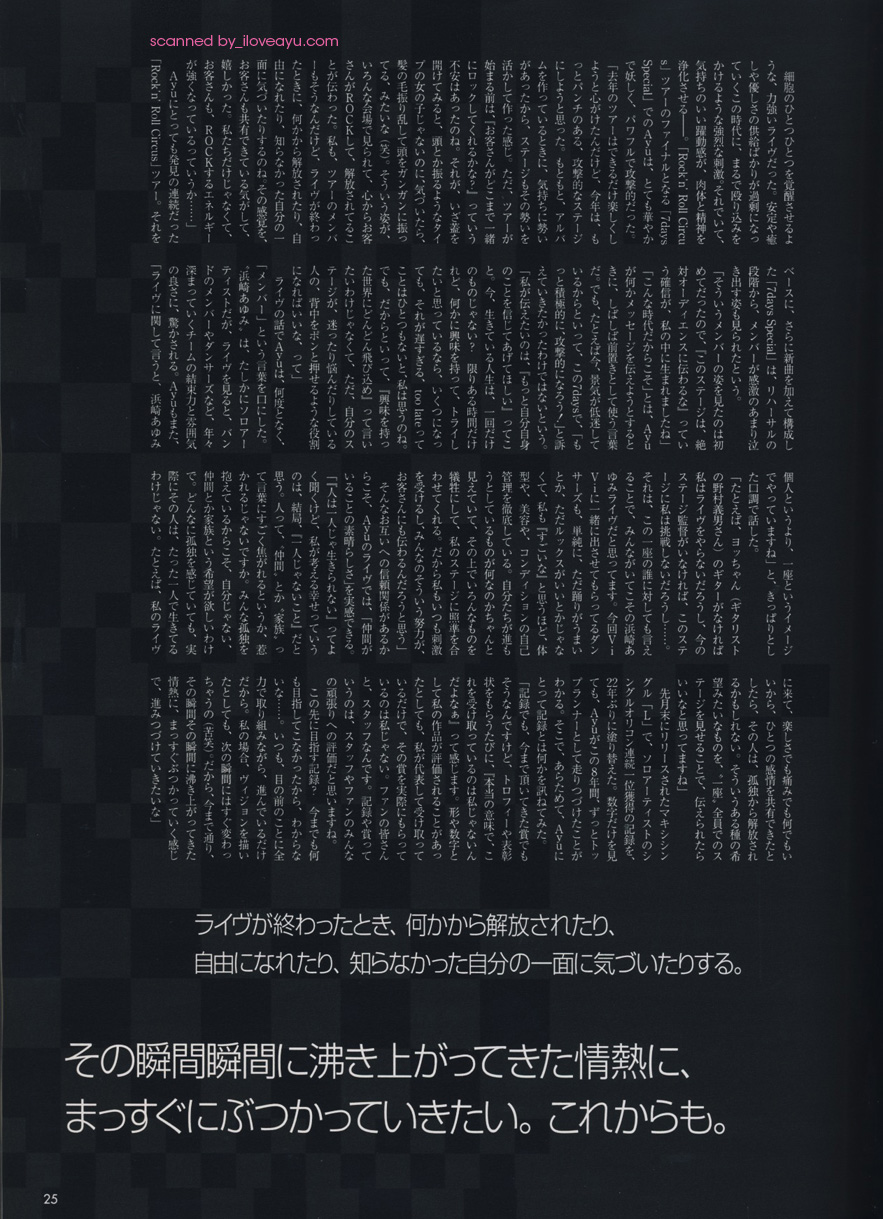 scanned by_iloveayu.com
細胞のひとつひとつを覚醒させるよ
うな、力強いライヴだった。安定や癒
しや優しさの供給ばかりが過剰になっ
ていくこの時代に、まるで殴り込みを
かけるような強烈な刺激。それでいて、
気持ちのいい躍動感が、肉体と精神を
浄化させる――。「Rock'n' Roll Circu
s」ツアーのファイナルとなる「7days
Special」でのAyuは、とても華やか
で妖しく、パワフルで攻撃的だった。
「去年のツアーはできるだけ楽しくし
ようと心がけたんだけど、今年は、も
っとパンチのある、攻撃的なステージ
にしようと思った。もともと、アルバ
ムを作っているときに、気持ちに勢い
があったから、ステージもその勢いを
活かして作った感じ。ただ、ツアーが
始まる前は、『お客さんがどこまで一緒
にロックしてくれるかな？』っていう
不安はあったのね。それが、いざ蓋を
開けてみると、頭とか振るようなタイ
プの女の子じゃないのに、気づいたら、
髪の毛振り乱して頭をガンガンに振っ
てる、みたいな（笑）。そういう姿が、
いろんな会場で見られて、心からお客
さんがROCKして、解放されてるこ
とが伝わった。私も、ツアーのメンバ
ーもそうなんだけど、ライヴが終わっ
たときに、何かから解放されたり、自
由になれたり、知らなかった自分の一
面に気づいたりするのね。その感覚を、
お客さんも共有できている気がして、
嬉しかった。私たちだけじゃなくて、
お客さんも、ROCKするエネルギー
が強くなっているっていうか……」
Ayuにとっても発見の連続だった
「Rock'n' Roll Circus」ツアー。それを
ベースに、さらに新曲を加えて構成し
た「7days Special」は、リハーサルの
段階から、メンバーが感激のあまり泣
き出す姿も見られたという。
「そういうメンバーの姿を見たのは初
めてだったので、『このステージは、絶
対オーディエンスに伝わるな』ってい
う確信が、私の中に生まれましたね」
「こんな時代だからこそ」とは、Ayu
が何かメッセージを伝えようとすると
きに、しばしば前置きとして使う言葉
だ。でも、たとえば今、景気が低迷して
いるからといって、この7daysで、「も
っと積極的に、攻撃的になろう！」と訴
えていきたかったわけではないという。
「私が伝えたいのは、『もっと自分自身
のことを信じてあげてほしい』ってこ
と。今、生きている人生は、一回だけ
のものじゃない？ 限りある時間だけ
れど、何かに興味を持って、トライし
たいと思っているなら、いくつになっ
ても、それが遅すぎる、too lateって
ことはひとつもないと、私は思うのね。
でも、だからといって、『興味を持っ
た世界にどんどん飛び込め』って言い
たいわけじゃなくて、ただ、自分のス
テージが、迷ったり悩んだりしている
人の、背中をポンと押せるような役割
になればいいな、って」
ライヴの話でAyuは、何度となく、
「メンバー」という言葉を口にした。
〝浜崎あゆみ〟は、たしかにソロアー
ティストだが、ライヴを見ると、バン
ドのメンバーやダンサーズなど、年々
深まっていくチームの結束力と雰囲気
の良さに、驚かされる。Ayuもまた、
「ライヴに関して言うと、浜崎あゆみ
個人というより、一座というイメージ
でやっていますね」と、きっぱりとし
た口調で話した。
「たとえば、ヨッちゃん（ギタリスト
の野村義男さん）のギターがなければ
私はライヴをやらないだろうし、今の
ステージ監督がいなければ、このステ
ージに私は挑戦しないだろうし……。
それは、この一座の誰に対しても言え
ることで、みんながいてこその浜崎あ
ゆみライヴだと思ってます。今回Vi
Viに一緒に出させてもらってるダン
サーズも、単純に、ただ踊りがうまい
とか、ただルックスがいいとかじゃな
くて、私も『すごいな』と思うほど、体
型や、美容や、コンディションの自己
管理を徹底している。自分たちが進も
うとしているものが何なのかちゃんと
見えていて、その上でいろんなものを
犠牲にして、私のステージに照準を合
わせてくれる。だから私もいつも刺激
を受けるし、みんなのそういう努力が、
お客さんにも伝わるんだろうと思う」
そんなお互いへの信頼関係があるか
らこそ、Ayuのライヴでは、「仲間が
いることの素晴らしさ」を実感できる。
「『人は一人じゃ生きられない』ってよ
く聞くけど、私が考える幸せっていう
のは、結局、『一人じゃないこと』だと
思う。人って、〝仲間〟とか〝家族〟っ
て言葉にすごく焦がれるというか、惹
かれるじゃないですか。みんな孤独を
抱えているからこそ、自分じゃない、
仲間とか家族という希望が欲しいわけ
で。どんなに孤独を感じていても、実
際にその人は、たった一人で生きてる
わけじゃない。たとえば、私のライヴ
に来て、楽しさでも痛みでも何でもい
いから、ひとつの感情を共有できたと
したら、その人は、孤独から解放され
るかもしれない。そういうある種の希
望みたいなものを、〝一座〟全員でのス
テージを見せることで、伝えられたら
いいなと思ってますね」
先月末にリリースされたマキシシン
グル「L」で、ソロアーティストのシ
ングルオリコン連続一位獲得の記録を、
22年ぶりに塗り替えた。数字だけを見
ても、Ayuがこの8年間、ずっとトッ
プランナーとして走りつづけたことが
わかる。そこで、あらためて、Ayuに
とって記録とは何かを訊ねてみた。
「記録でも、今まで頂いてきた賞でも
そうなんですけど、トロフィーや表彰
状をもらうたびに、『本当の意味で、こ
れを受け取っているのは私じゃないん
だよなぁ』って感じます。形や数字と
して私の作品が評価されることがあっ
たとしても、私が代表して受け取って
いるだけで、その賞を実際にもらって
いるのは私じゃない。ファンの皆さん
と、スタッフなんです。記録や賞って
いうのは、スタッフやファンのみんな
の頑張りへの評価だと思いますね。
この先に目指す記録？ 今までも何
も目指してこなかったから、わからな
いな……。いつも、目の前のことに全
力で取り組みながら、進んでいるだけ
だから。私の場合、ヴィジョンを描い
たとしても、次の瞬間にはすぐ変わっ
ちゃうの（苦笑）。だから、今まで通り、
その瞬間その瞬間に沸き上がってきた
情熱に、まっすぐぶつかっていく感じ
で、進みつづけていきたいな」
ライヴが終わったとき、何かから解放されたり、
自由になれたり、知らなかった自分の一面に気づいたりする。
その瞬間瞬間に沸き上がってきた情熱に、
まっすぐにぶつかっていきたい。これからも。
25